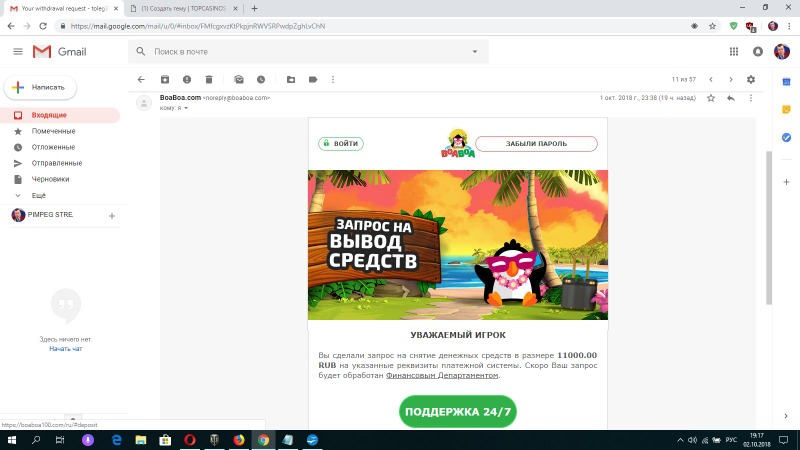 Your withdrawal request - toleg
(1) Создать тему | TOPCASINOS
https://mail.google.com/mail/u/0/#inbox/FMfcgxvzKtPkpjnRWVSRPwdpZghLvChN
Gmail
Поиск в почте
Написать
11 из 57
Входящие
Помеченные
Отложенные
Отправленные
Черновики
Ещё
PIMPEG STRE.
Здесь ничего нет.
Начать чат
BoaBoa.com <noreply@boaboa.com>
1 окт. 2018 г., 23:38 (19 ч. назад)
кому: я
ВОЙТИ
BOABOA
ЗАБЫЛИ ПАРОЛЬ
ЗАПРОС НА
ВЫВОД
СРЕДСТВ
УВАЖАЕМЫЙ ИГРОК
Вы сделали запрос на снятие денежных средств в размере 11000.00
RUB на указанные реквизиты платежной системы. Скоро Ваш запрос
будет обработан Финансовым Департаментом.
ПОДДЕРЖКА 24/7
https://boaboa100.com/ru/#deposit
РУС
19:17
02.10.2018